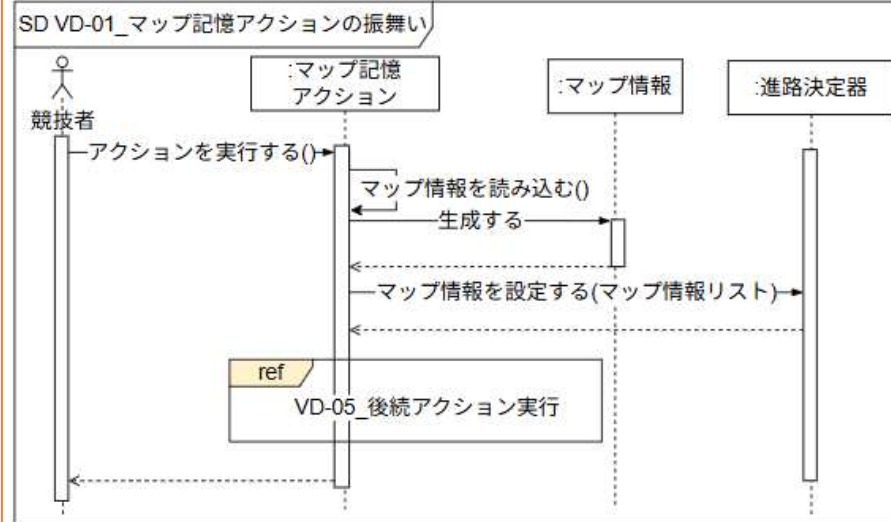 SD VD-01_マップ記憶アクションの振舞い
競技者
:マップ記憶
アクション
:マップ情報
:進路決定器
アクションを実行する()
マップ情報を読み込む()
生成する
マップ情報を設定する(マップ情報リスト)
ref
VD-05_後続アクション実行